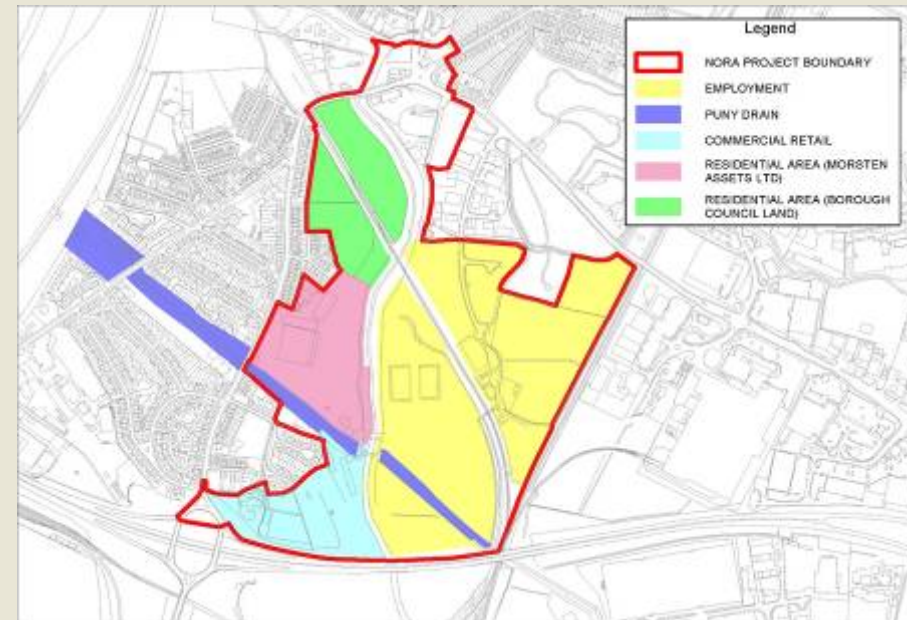 Legend
NORA PROJECT BOUNDARY
EMPLOYMENT
PUNY DRAIN
COMMERCIAL RETAIL
RESIDENTIAL AREA (MORSTEN
ASSETS LTD)
RESIDENTIAL AREA (BOROUGH
COUNCIL LAND)